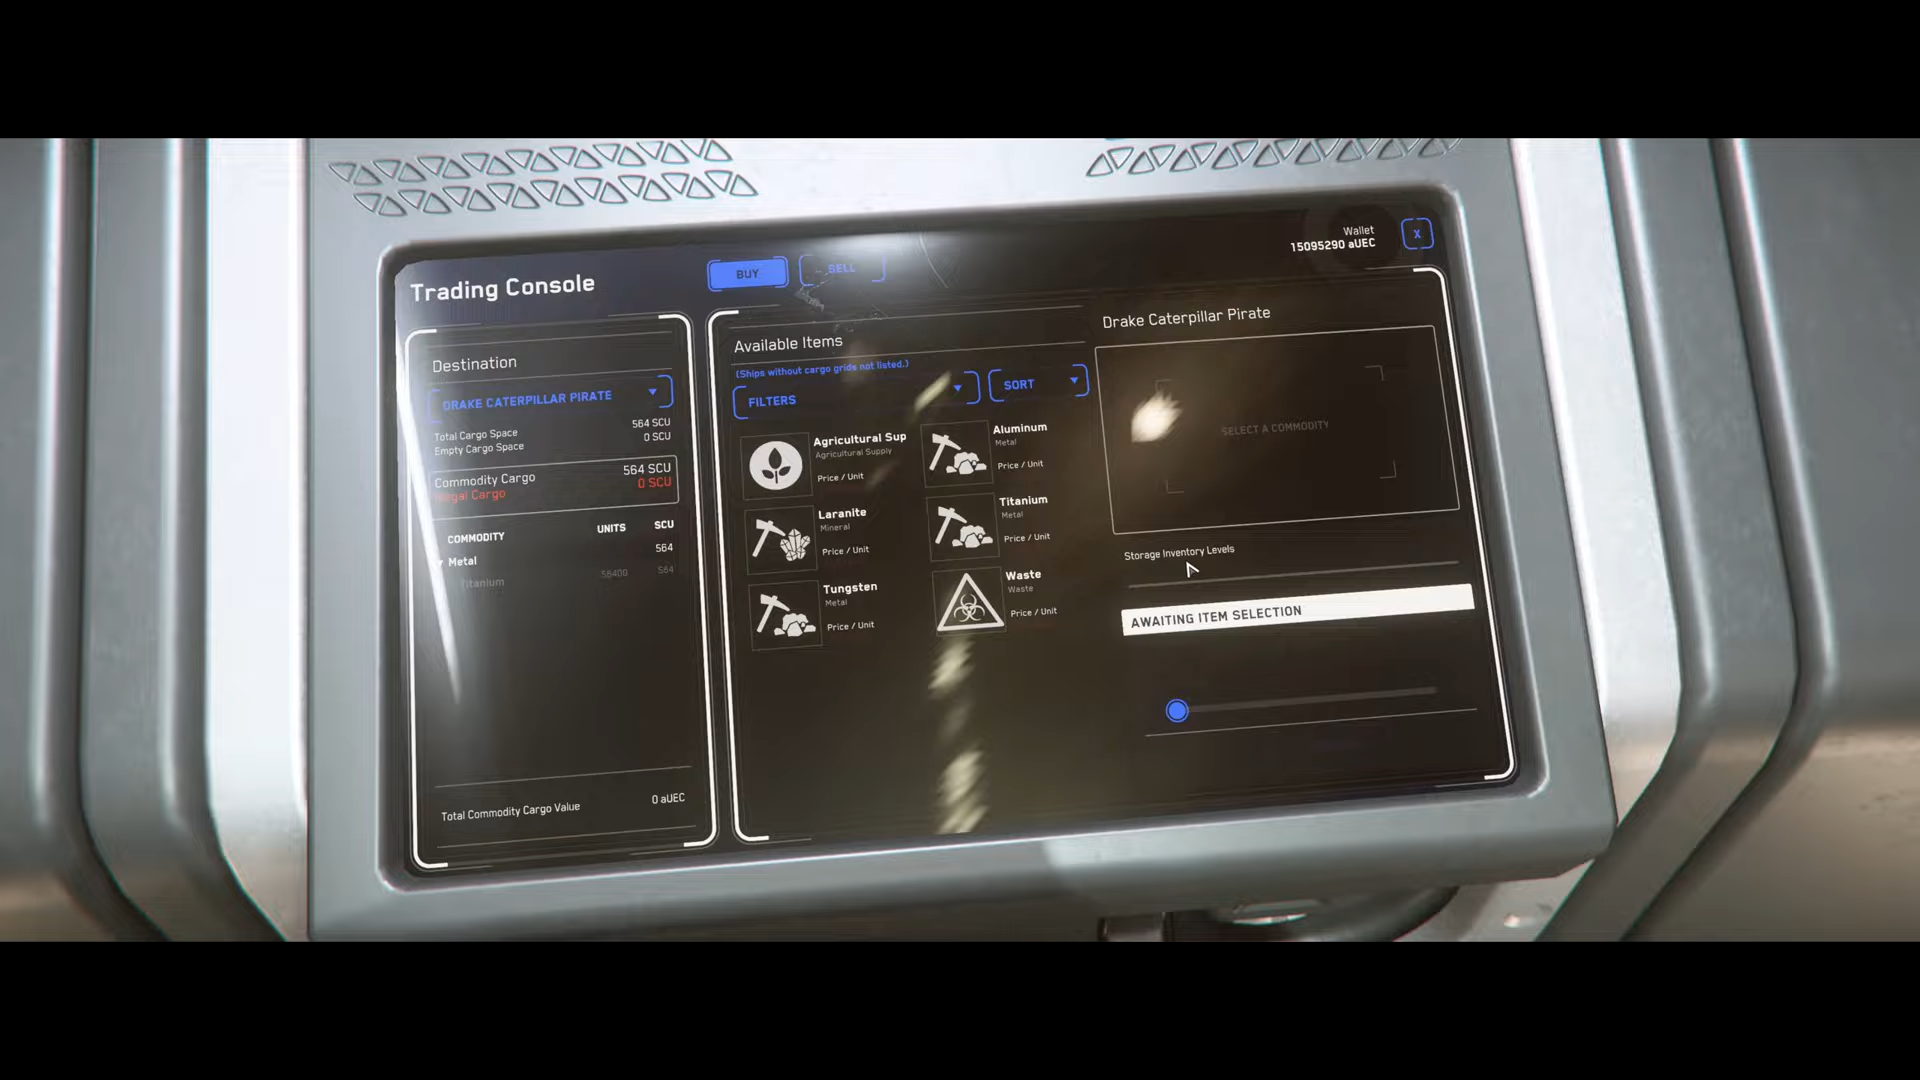 Trading Console
BUY
SELL
Wallet
15095290 aUEC
X
Destination
DRAKE CATERPILLAR PIRATE
Total Cargo Space 564 SCU
Empty Cargo Space 0 SCU
Commodity Cargo 564 SCU
Illegal Cargo 0 SCU
COMMODITY UNITS SCU
Metal 564
Titanium 56400 564
Total Commodity Cargo Value 0 aUEC
Available Items
(Ships without cargo grids not listed.)
FILTERS
SORT
Agricultural Sup
Agricultural Supply
Price / Unit
Aluminum
Metal
Price / Unit
Laranite
Mineral
Price / Unit
Titanium
Metal
Price / Unit
Tungsten
Metal
Price / Unit
Waste
Waste
Price / Unit
Drake Caterpillar Pirate
SELECT A COMMODITY
Storage Inventory Levels
AWAITING ITEM SELECTION